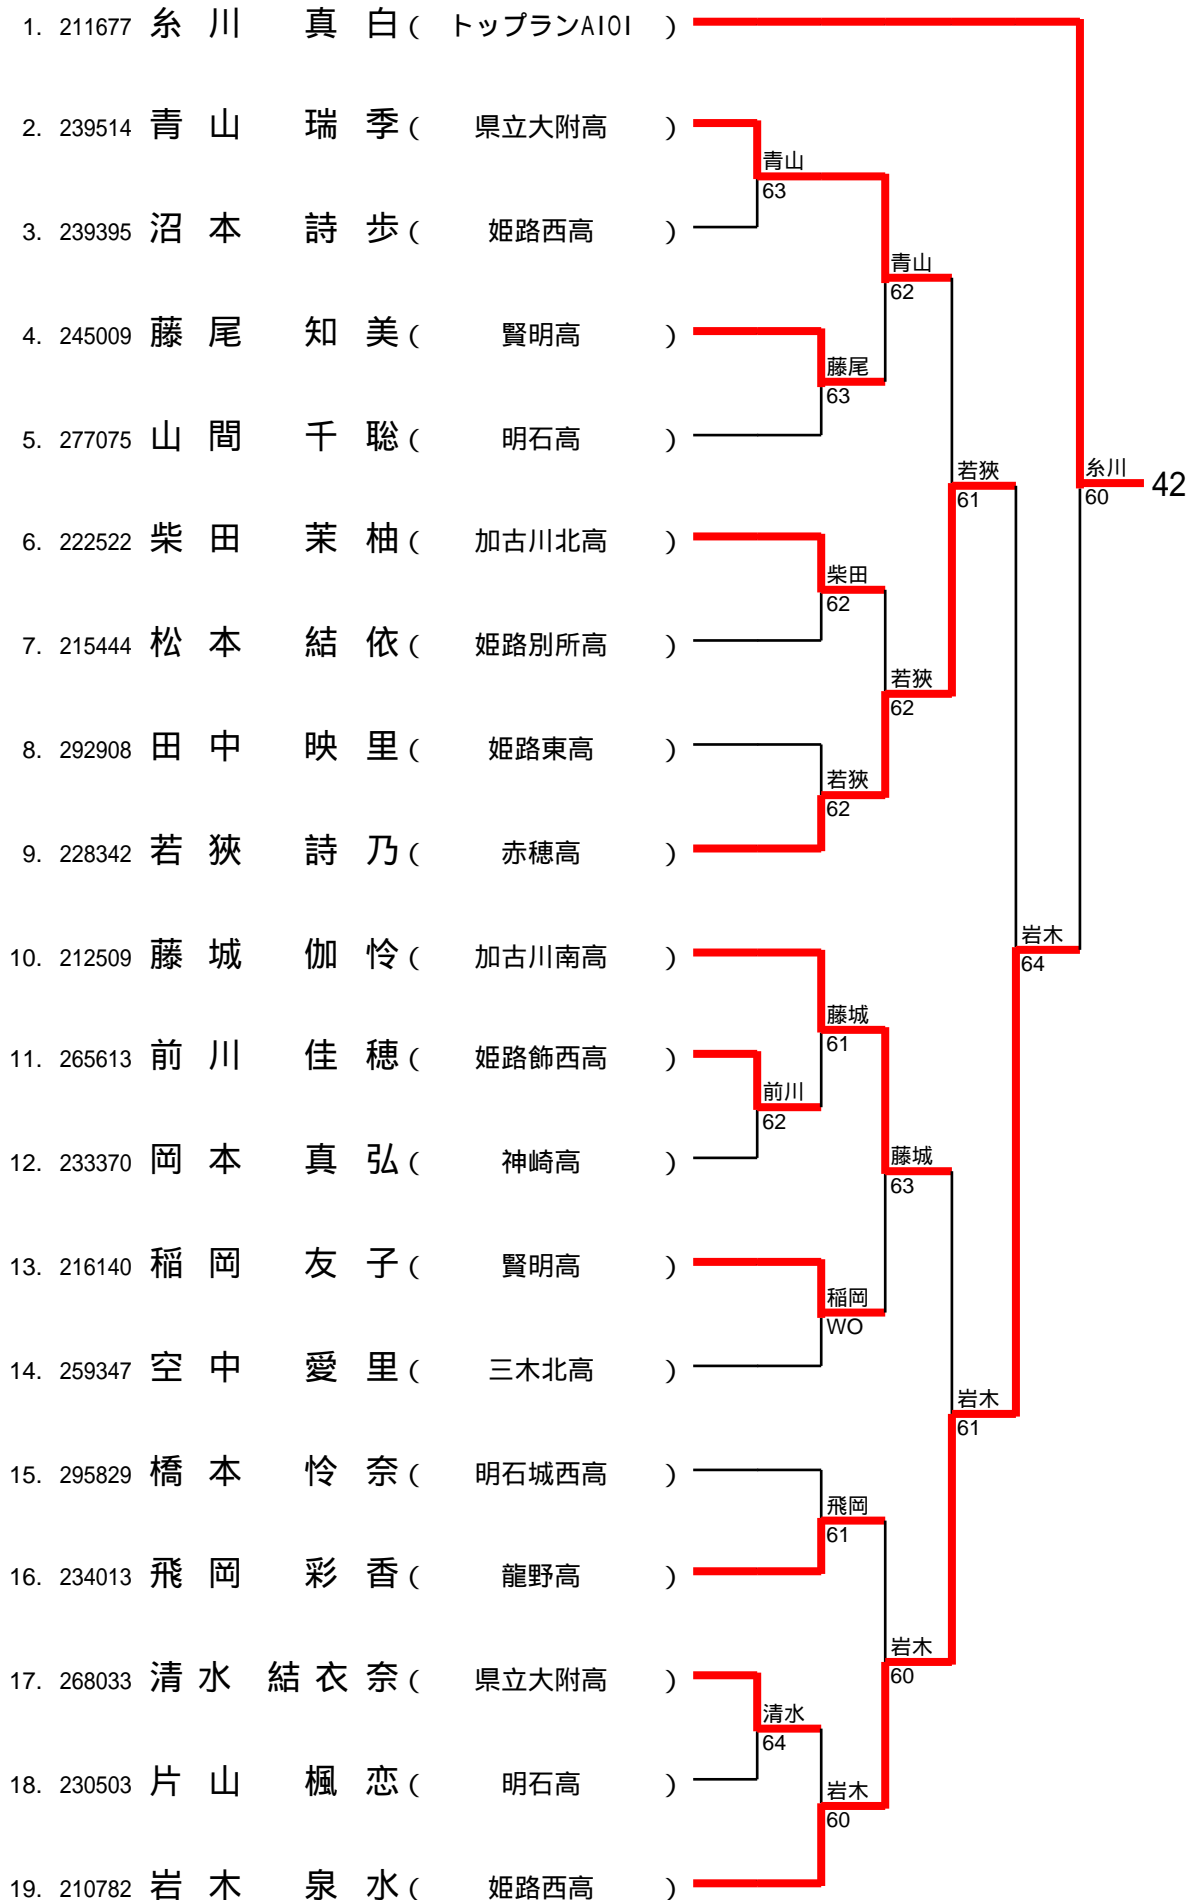 1. 211677 糸川 真白 ( トップランAIOI )
2. 239514 青山 瑞季 ( 県立大附高 )
青山
63
3. 239395 沼本 詩歩 ( 姫路西高 )
青山
62
4. 245009 藤尾 知美 ( 賢明高 )
藤尾
63
5. 277075 山間 千聡 ( 明石高 )
若狹
61
糸川
60
42
6. 222522 柴田 茉柚 ( 加古川北高 )
柴田
62
7. 215444 松本 結依 ( 姫路別所高 )
若狹
62
8. 292908 田中 映里 ( 姫路東高 )
若狹
62
9. 228342 若狹 詩乃 ( 赤穂高 )
岩木
64
10. 212509 藤城 伽怜 ( 加古川南高 )
藤城
61
11. 265613 前川 佳穂 ( 姫路飾西高 )
前川
62
12. 233370 岡本 真弘 ( 神崎高 )
藤城
63
13. 216140 稲岡 友子 ( 賢明高 )
稲岡
WO
14. 259347 空中 愛里 ( 三木北高 )
岩木
61
15. 295829 橋本 怜奈 ( 明石城西高 )
飛岡
61
16. 234013 飛岡 彩香 ( 龍野高 )
岩木
60
17. 268033 清水 結衣奈 ( 県立大附高 )
清水
64
18. 230503 片山 楓恋 ( 明石高 )
岩木
60
19. 210782 岩木 泉水 ( 姫路西高 )